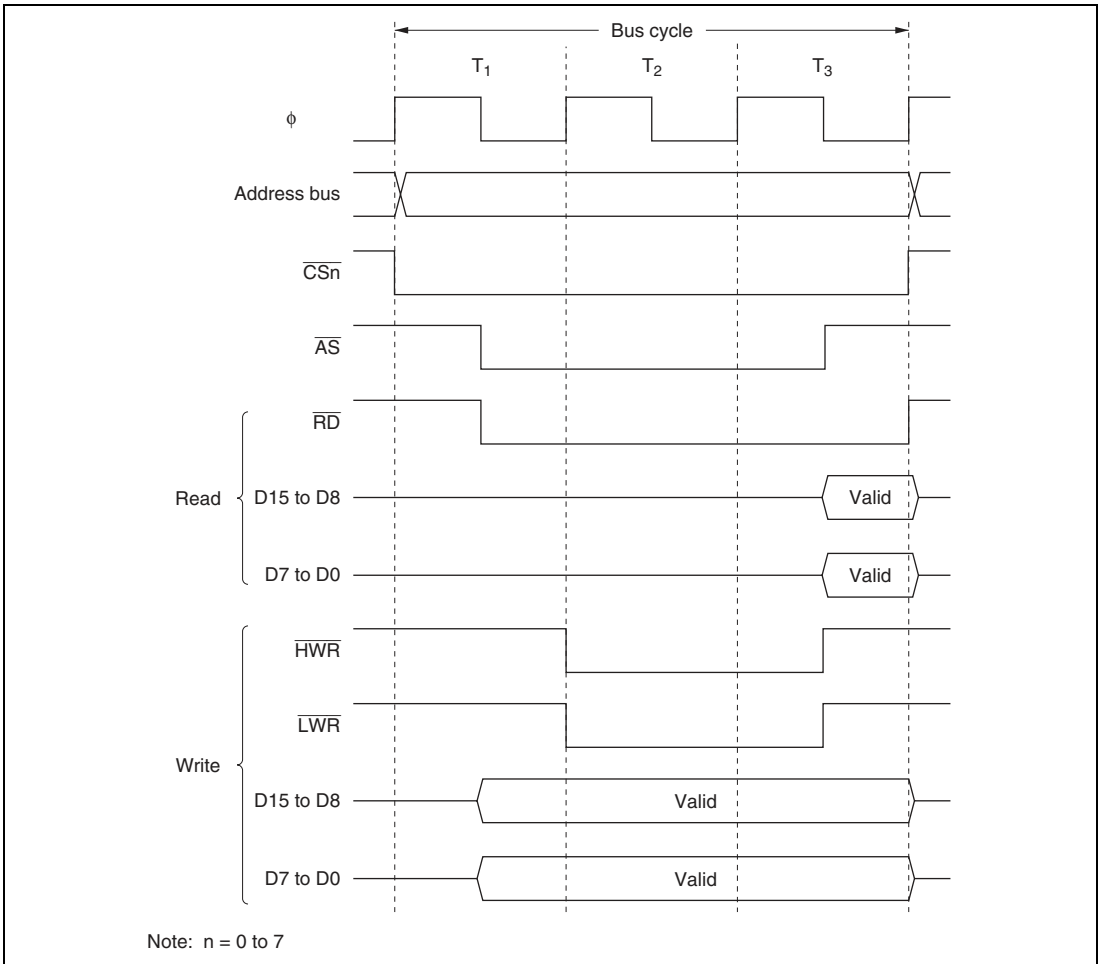 Bus cycle
T1 T2 T3
φ
Address bus
CSn
AS
RD
Read
D15 to D8 Valid
D7 to D0 Valid
HWR
LWR
Write
D15 to D8 Valid
D7 to D0 Valid
Note: n = 0 to 7